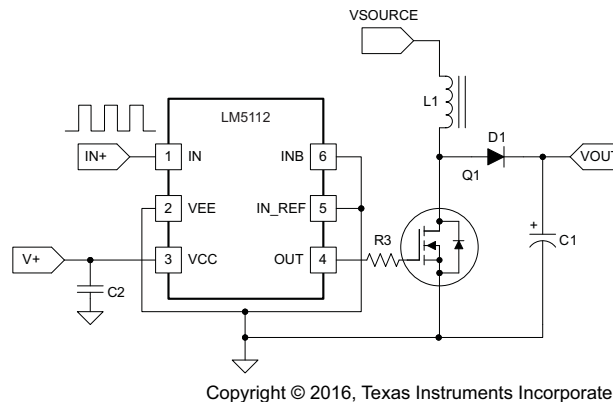 VSOURCE
L1
LM5112
D1
IN+
1
IN
INB
6
VOUT
Q1
2
VEE
IN_REF
5
R3
+
C1
V+
3
VCC
OUT
4
C2
Copyright © 2016, Texas Instruments Incorporate